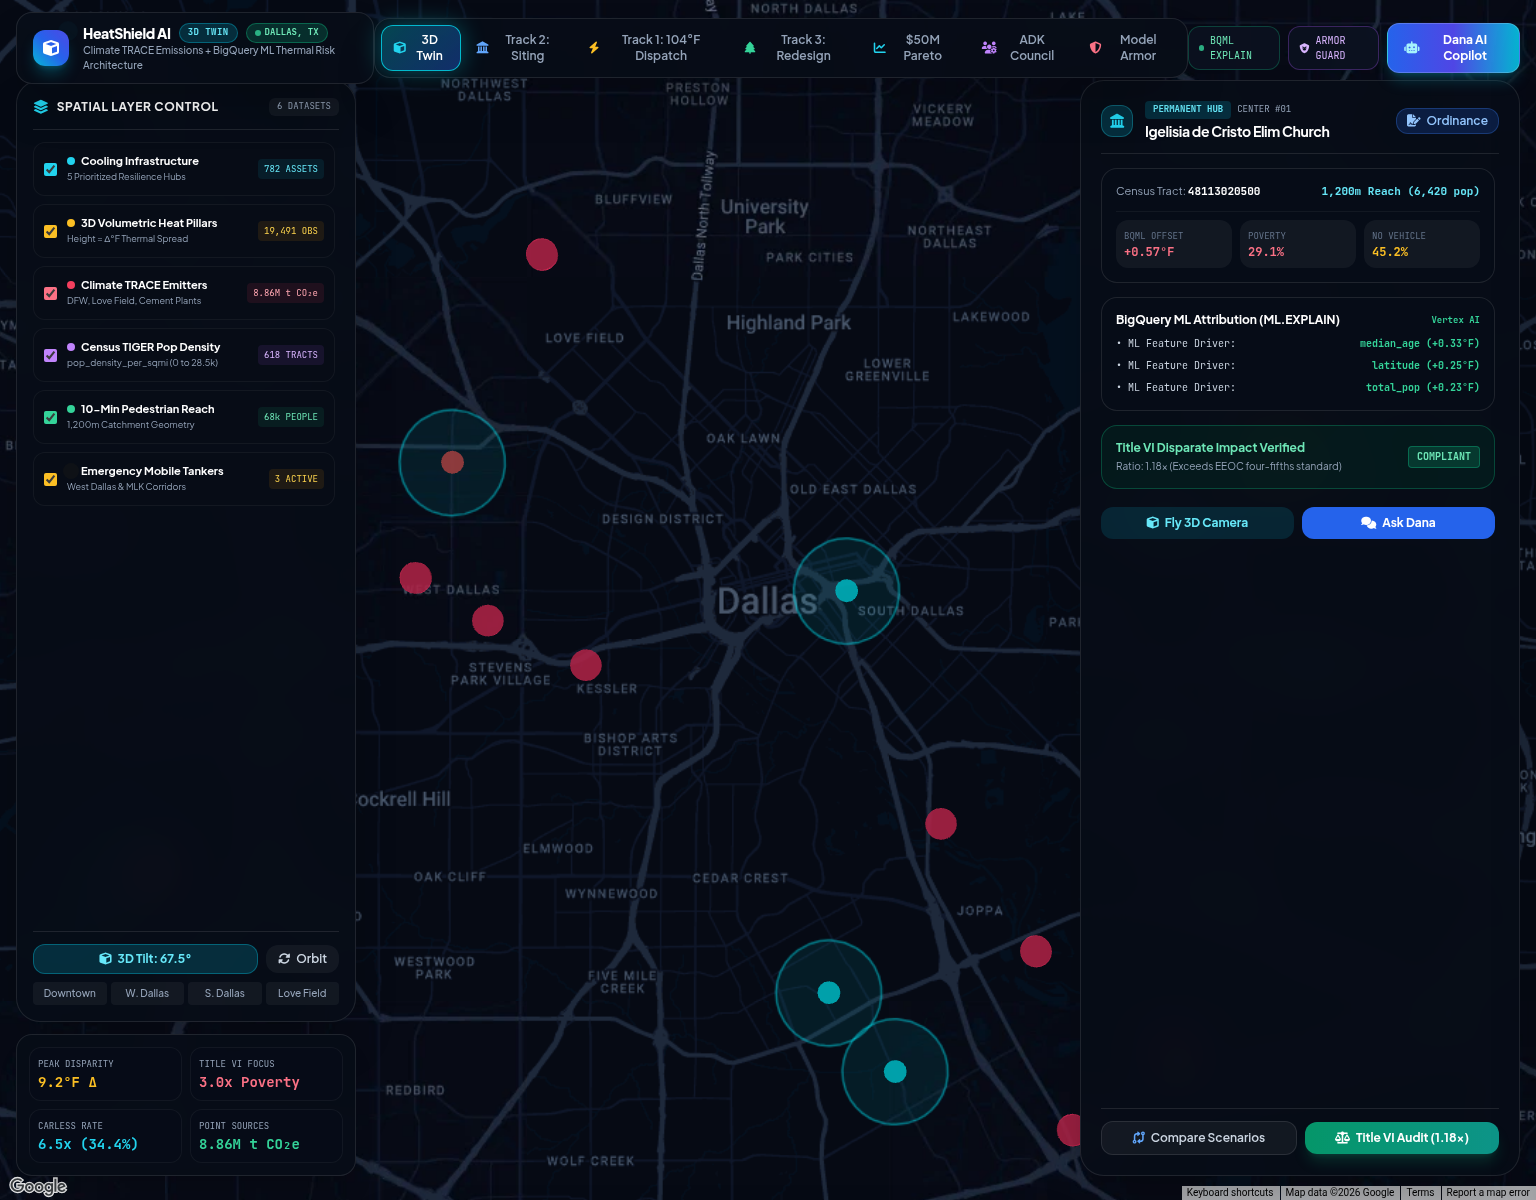 HeatShield AI
3D TWIN
DALLAS, TX
Climate TRACE Emissions + BigQuery ML Thermal Risk
Architecture
3D
Twin
Track 2:
Siting
Track 1: 104°F
Dispatch
Track 3:
Redesign
$50M
Pareto
ADK
Council
Model
Armor
BQML
EXPLAIN
ARMOR
GUARD
Dana AI
Copilot
SPATIAL LAYER CONTROL
6 DATASETS
Cooling Infrastructure
5 Prioritized Resilience Hubs
782 ASSETS
3D Volumetric Heat Pillars
Height = Δ°F Thermal Spread
19,491 OBS
Climate TRACE Emitters
DFW, Love Field, Cement Plants
8.86M t CO₂e
Census TIGER Pop Density
pop_density_per_sqmi (0 to 28.5k)
618 TRACTS
10-Min Pedestrian Reach
1,200m Catchment Geometry
68k PEOPLE
Emergency Mobile Tankers
West Dallas & MLK Corridors
3 ACTIVE
3D Tilt: 67.5°
Orbit
Downtown
W. Dallas
S. Dallas
Love Field
PEAK DISPARITY
9.2°F Δ
TITLE VI FOCUS
3.0x Poverty
CARLESS RATE
6.5x (34.4%)
POINT SOURCES
8.86M t CO₂e
Google
NORTH DALLAS
LAKE
NORTHWEST
DALLAS
PRESTON
HOLLOW
VICKERY
MEADOW
Dallas North Tollway
BLUFFVIEW
University
Park
NORTHEAST
DALLAS
PARK CITIES
LOVE FIELD
Highland Park
LAKEWOOD
LOWER
GREENVILLE
OAK LAWN
OLD EAST DALLAS
DESIGN DISTRICT
WEST DALLAS
Dallas
SOUTH DALLAS
STEVENS
PARK VILLAGE
KESSLER
BISHOP ARTS
DISTRICT
ockrell Hill
ELMWOOD
OAK CLIFF
WYNNEWOOD
CEDAR CREST
JOPPA
WESTWOOD
PARK
FIVE MILE
CREEK
REDBIRD
WOLF CREEK
PERMANENT HUB
CENTER #01
Igelisia de Cristo Elim Church
Ordinance
Census Tract: 48113020500
1,200m Reach (6,420 pop)
BQML OFFSET
+0.57°F
POVERTY
29.1%
NO VEHICLE
45.2%
BigQuery ML Attribution (ML.EXPLAIN)
Vertex AI
• ML Feature Driver:
median_age (+0.33°F)
• ML Feature Driver:
latitude (+0.25°F)
• ML Feature Driver:
total_pop (+0.23°F)
Title VI Disparate Impact Verified
Ratio: 1.18x (Exceeds EEOC four-fifths standard)
COMPLIANT
Fly 3D Camera
Ask Dana
Compare Scenarios
Title VI Audit (1.18x)
Keyboard shortcuts
Map data ©2026 Google
Terms
Report a map error